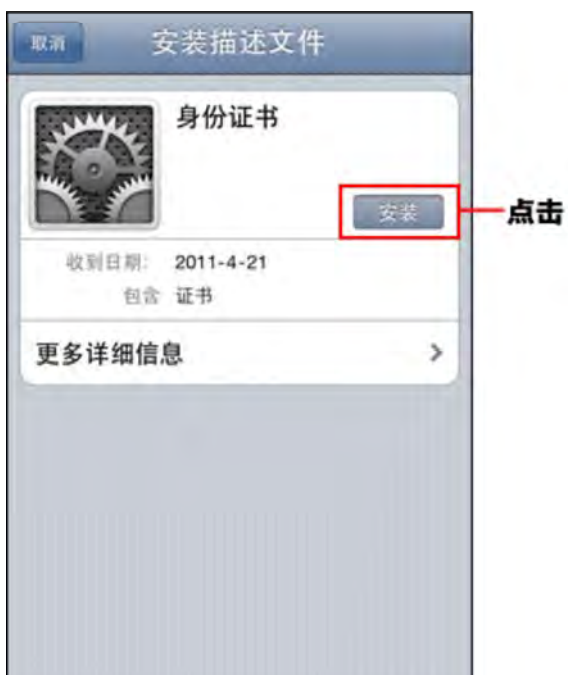 取消 安装描述文件
身份证书
安装
点击
收到日期: 2011-4-21
包含 证书
更多详细信息